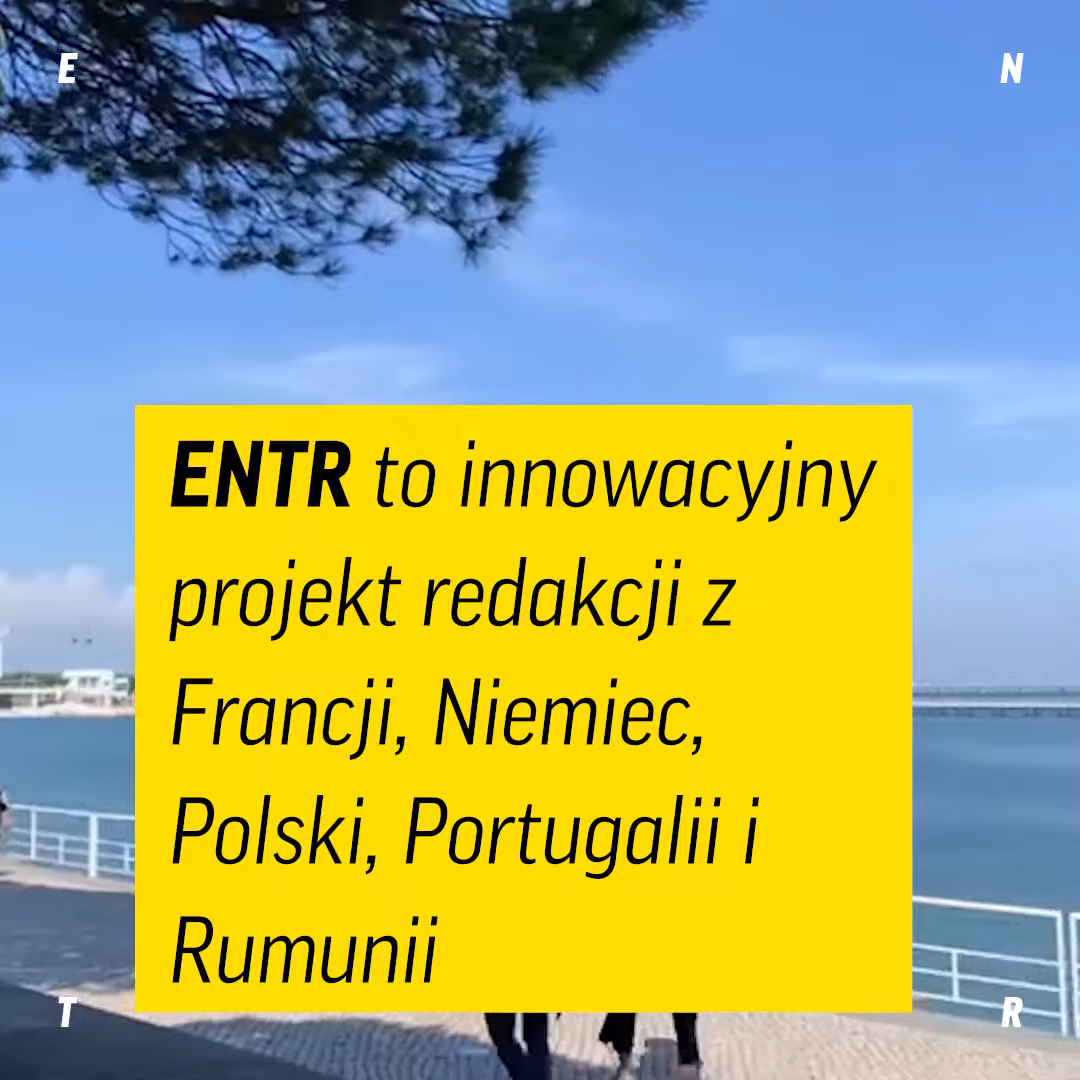 E N
ENTR to innowacyjny
projekt redakcji z
Francji, Niemiec,
Polski, Portugalii i
Rumunii
T R